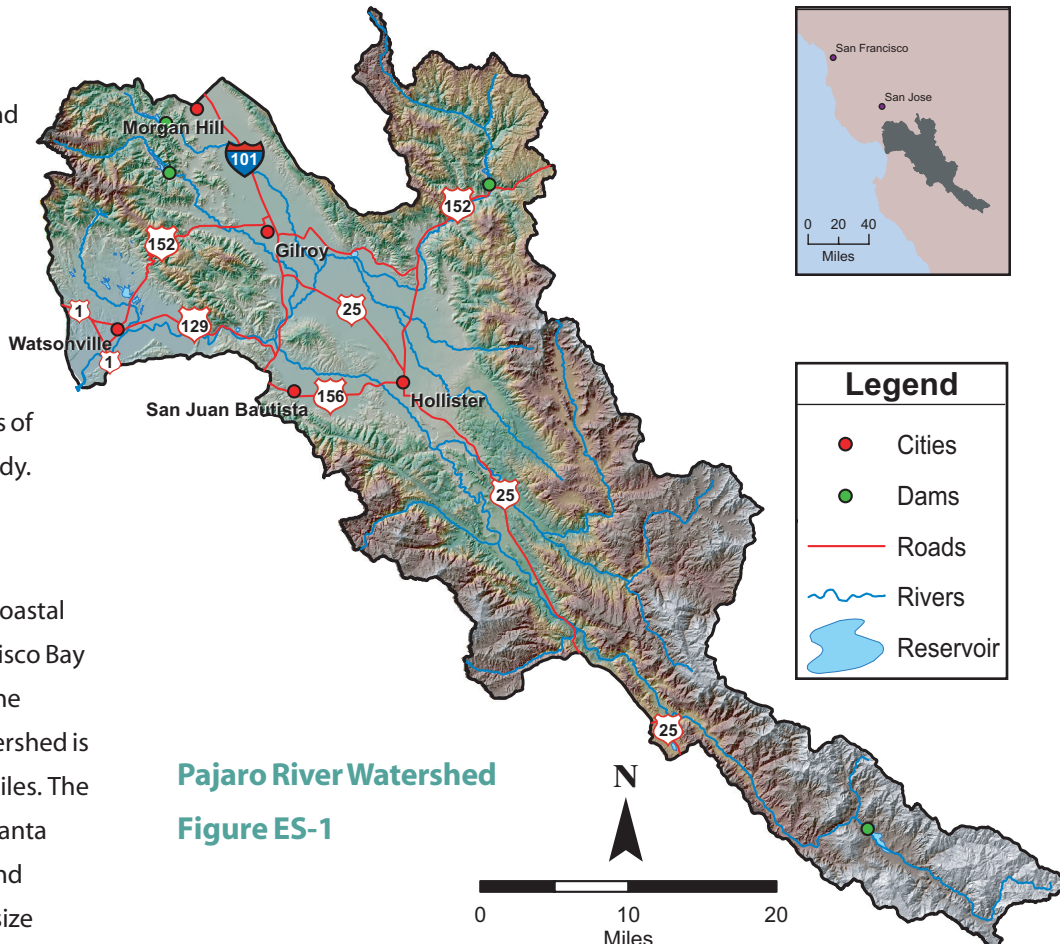 nd
s of
dy.
oastal
isco Bay
ne
ershed is
iles. The
anta
nd
size
Morgan Hill
101
152
152
Gilroy
25
1
129
Watsonville
1
San Juan Bautista
156
Hollister
25
25
Pajaro River Watershed
Figure ES-1
N
0 10 20
Miles
San Francisco
San Jose
0 20 40
Miles
Legend
Cities
Dams
Roads
Rivers
Reservoir